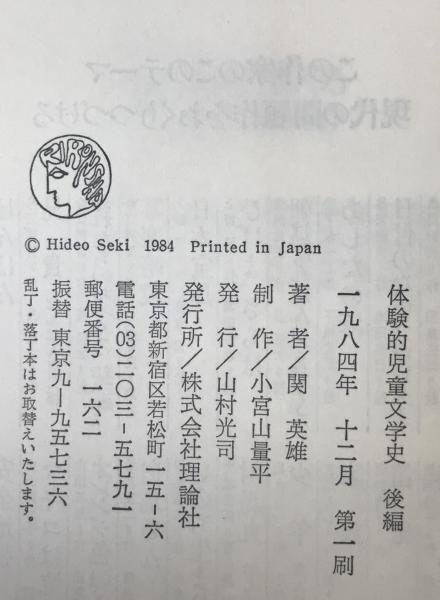 RIRONSHA
© Hideo Seki 1984 Printed in Japan
体験的児童文学史 後編
一九八四年 十二月 第一刷
著者／関 英雄
制作／小宮山量平
発行／山村光司
発行所／株式会社理論社
東京都新宿区若松町一五−六
電話(03)二〇三−五七九一
郵便番号 一六二
振替 東京九−九五七三六
乱丁・落丁本はお取替えいたします。